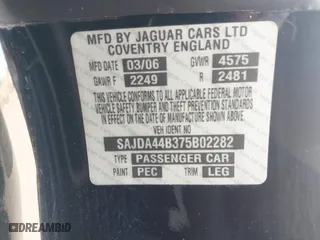 MFD BY JAGUAR CARS LTD
COVENTRY ENGLAND
MFD DATE 03/06 GVWR 4575
GAWR F 2249 R 2481
THIS VEHICLE CONFORMS TO ALL APPLICABLE FEDERAL MOTOR
VEHICLE SAFETY BUMPER AND THEFT PREVENTION STANDARDS
IN EFFECT ON THE DATE OF MANUFACTURE SHOWN ABOVE
VEH IDENT NO
SAJDA44B375B02282
TYPE PASSENGER CAR
PAINT PEC TRIM LEG